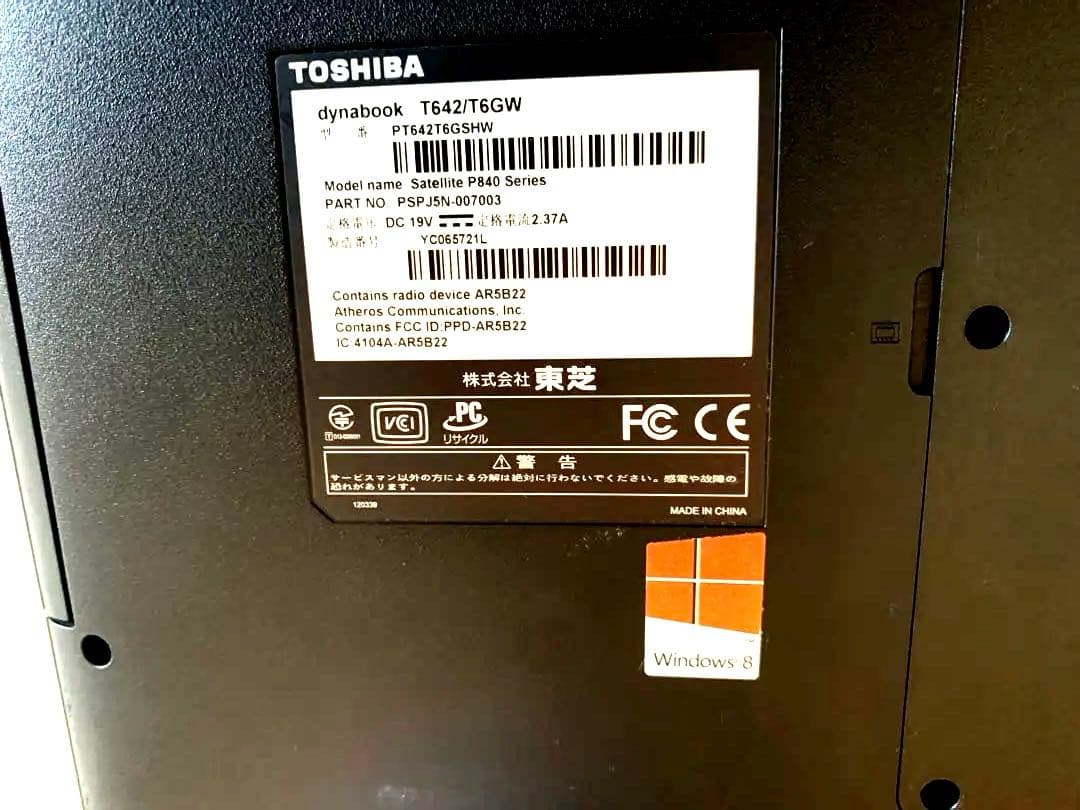 TOSHIBA
dynabook T642/T6GW
型 番 PT642T6GSHW
Model name Satellite P840 Series
PART NO. PSPJ5N-007003
定格電圧 DC 19V 定格電流2.37A
製造番号 YC065721L
Contains radio device AR5B22
Atheros Communications, Inc.
Contains FCC ID:PPD-AR5B22
IC:4104A-AR5B22
株式会社 東芝
VCI PC FC CE
リサイクル
⚠警 告
サービスマン以外の方による分解は絶対に行わないでください。感電や故障の
恐れがあります。
120339 MADE IN CHINA
Windows 8